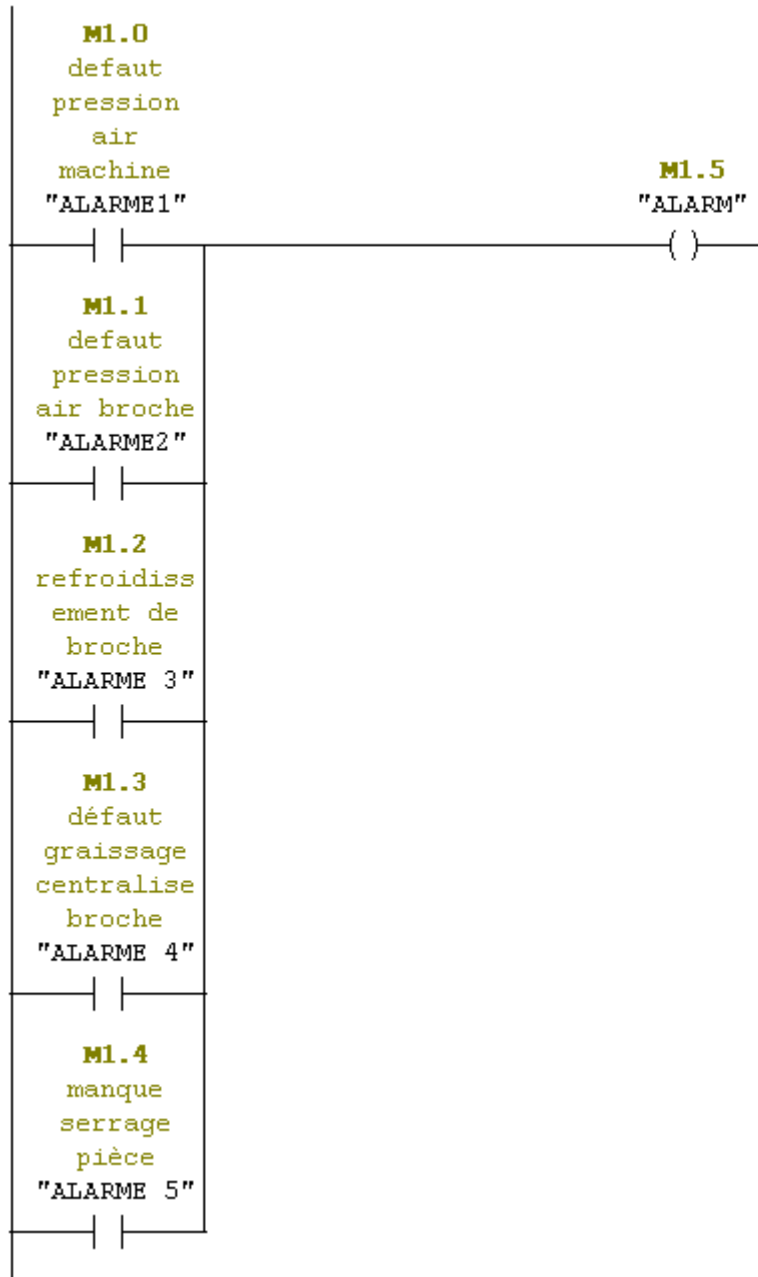 M1.0
defaut
pression
air
machine
"ALARME1"
M1.5
"ALARM"
M1.1
defaut
pression
air broche
"ALARME2"
M1.2
refroidiss
ement de
broche
"ALARME 3"
M1.3
défaut
graissage
centralise
broche
"ALARME 4"
M1.4
manque
serrage
pièce
"ALARME 5"